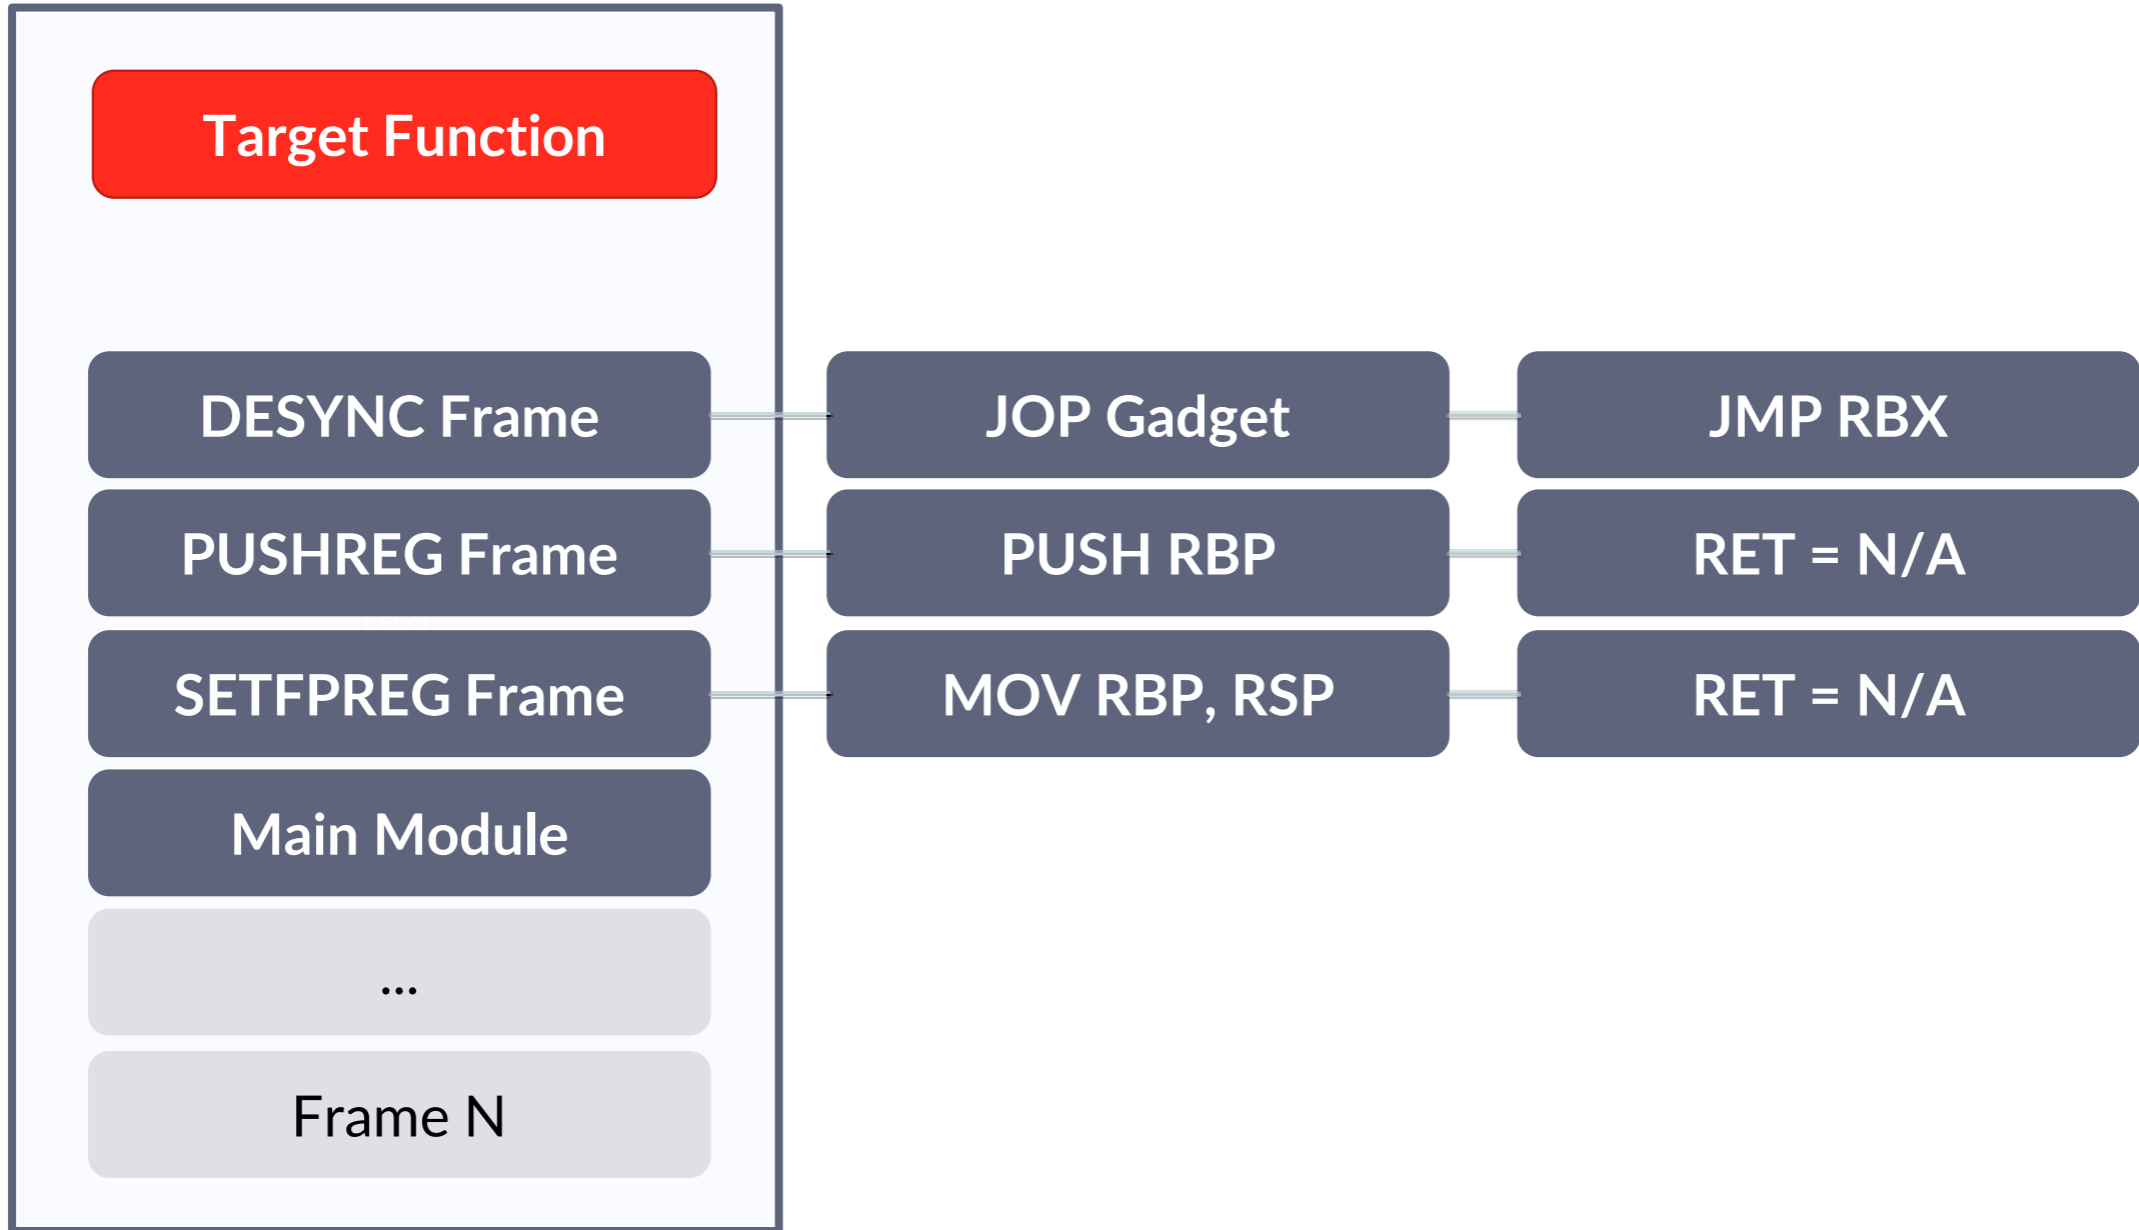 Target Function
DESYNC Frame
JOP Gadget
JMP RBX
PUSHREG Frame
PUSH RBP
RET = N/A
SETFPREG Frame
MOV RBP, RSP
RET = N/A
Main Module
...
Frame N